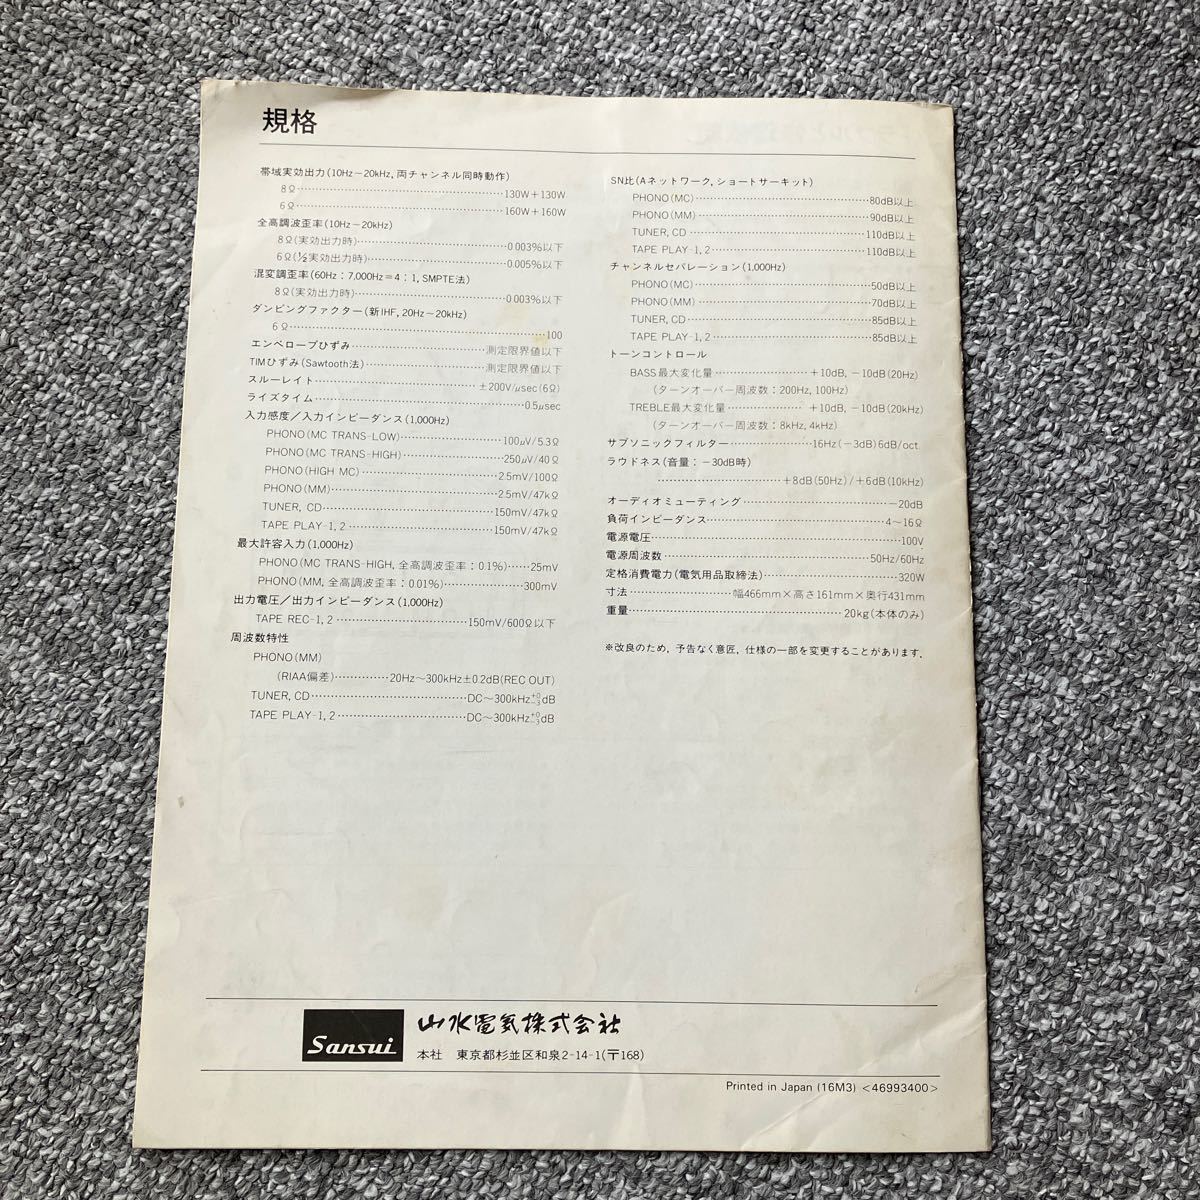 規格
帯域実効出力(10Hz～20kHz, 両チャンネル同時動作)
8Ω……130W+130W
6Ω……160W+160W
全高調波歪率(10Hz～20kHz)
8Ω(実効出力時)……0.003%以下
6Ω(½実効出力時)……0.005%以下
混変調歪率(60Hz：7,000Hz＝4：1, SMPTE法)
8Ω(実効出力時)……0.003%以下
ダンピングファクター(新IHF, 20Hz～20kHz)
6Ω……100
エンベロープひずみ……測定限界値以下
TIMひずみ(Sawtooth法)……測定限界値以下
スルーレイト……±200V/μsec(6Ω)
ライズタイム……0.5μsec
入力感度／入力インピーダンス(1,000Hz)
PHONO(MC TRANS-LOW)……100μV/5.3Ω
PHONO(MC TRANS-HIGH)……250μV/40Ω
PHONO(HIGH MC)……2.5mV/100Ω
PHONO(MM)……2.5mV/47kΩ
TUNER, CD……150mV/47kΩ
TAPE PLAY-1, 2……150mV/47kΩ
最大許容入力(1,000Hz)
PHONO(MC TRANS-HIGH, 全高調波歪率：0.1%)……25mV
PHONO(MM, 全高調波歪率：0.01%)……300mV
出力電圧／出力インピーダンス(1,000Hz)
TAPE REC-1, 2……150mV/600Ω以下
周波数特性
PHONO(MM)
(RIAA偏差)……20Hz～300kHz±0.2dB(REC OUT)
TUNER, CD……DC～300kHz+0 -3dB
TAPE PLAY-1, 2……DC～300kHz+0 -3dB
SN比(Aネットワーク, ショートサーキット)
PHONO(MC)……80dB以上
PHONO(MM)……90dB以上
TUNER, CD……110dB以上
TAPE PLAY-1, 2……110dB以上
チャンネルセパレーション(1,000Hz)
PHONO(MC)……50dB以上
PHONO(MM)……70dB以上
TUNER, CD……85dB以上
TAPE PLAY-1, 2……85dB以上
トーンコントロール
BASS最大変化量……+10dB, -10dB(20Hz)
(ターンオーバー周波数：200Hz, 100Hz)
TREBLE最大変化量……+10dB, -10dB(20kHz)
(ターンオーバー周波数：8kHz, 4kHz)
サブソニックフィルター……16Hz(-3dB)6dB/oct.
ラウドネス(音量：-30dB時)
……+8dB(50Hz)/+6dB(10kHz)
オーディオミューティング……-20dB
負荷インピーダンス……4～16Ω
電源電圧……100V
電源周波数……50Hz/60Hz
定格消費電力(電気用品取締法)……320W
寸法……幅466mm×高さ161mm×奥行431mm
重量……20kg(本体のみ)
※改良のため, 予告なく意匠, 仕様の一部を変更することがあります.
Sansui
山水電気株式会社
本社　東京都杉並区和泉2-14-1(〒168)
Printed in Japan (16M3) <46993400>